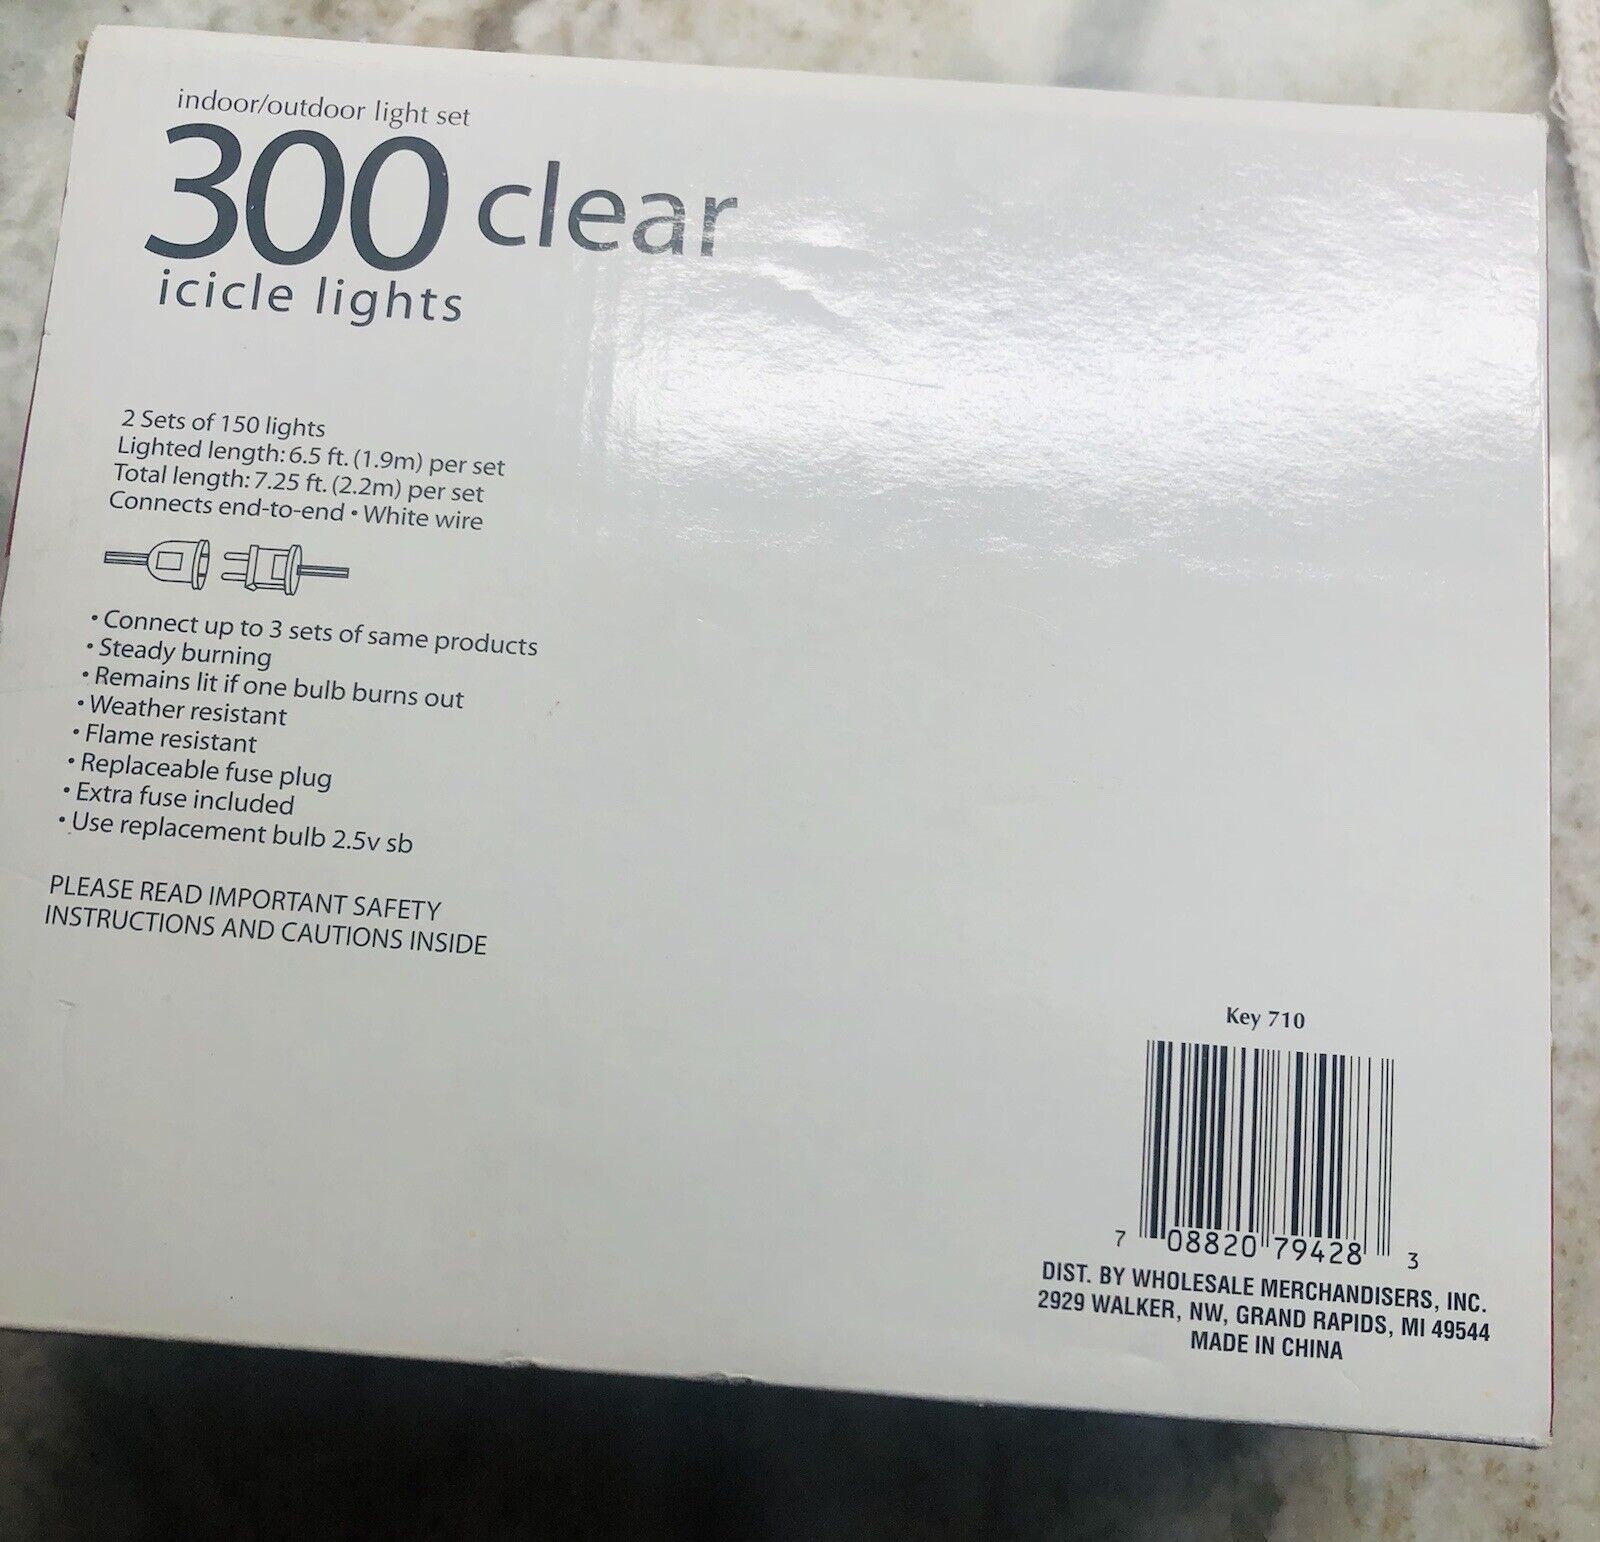 indoor/outdoor light set
300 clear
icicle lights
2 Sets of 150 lights
Lighted length: 6.5 ft. (1.9m) per set
Total length: 7.25 ft. (2.2m) per set
Connects end-to-end • White wire
• Connect up to 3 sets of same products
• Steady burning
• Remains lit if one bulb burns out
• Weather resistant
• Flame resistant
• Replaceable fuse plug
• Extra fuse included
• Use replacement bulb 2.5v sb
PLEASE READ IMPORTANT SAFETY
INSTRUCTIONS AND CAUTIONS INSIDE
Key 710
7 08820 79428 3
DIST. BY WHOLESALE MERCHANDISERS, INC.
2929 WALKER, NW, GRAND RAPIDS, MI 49544
MADE IN CHINA